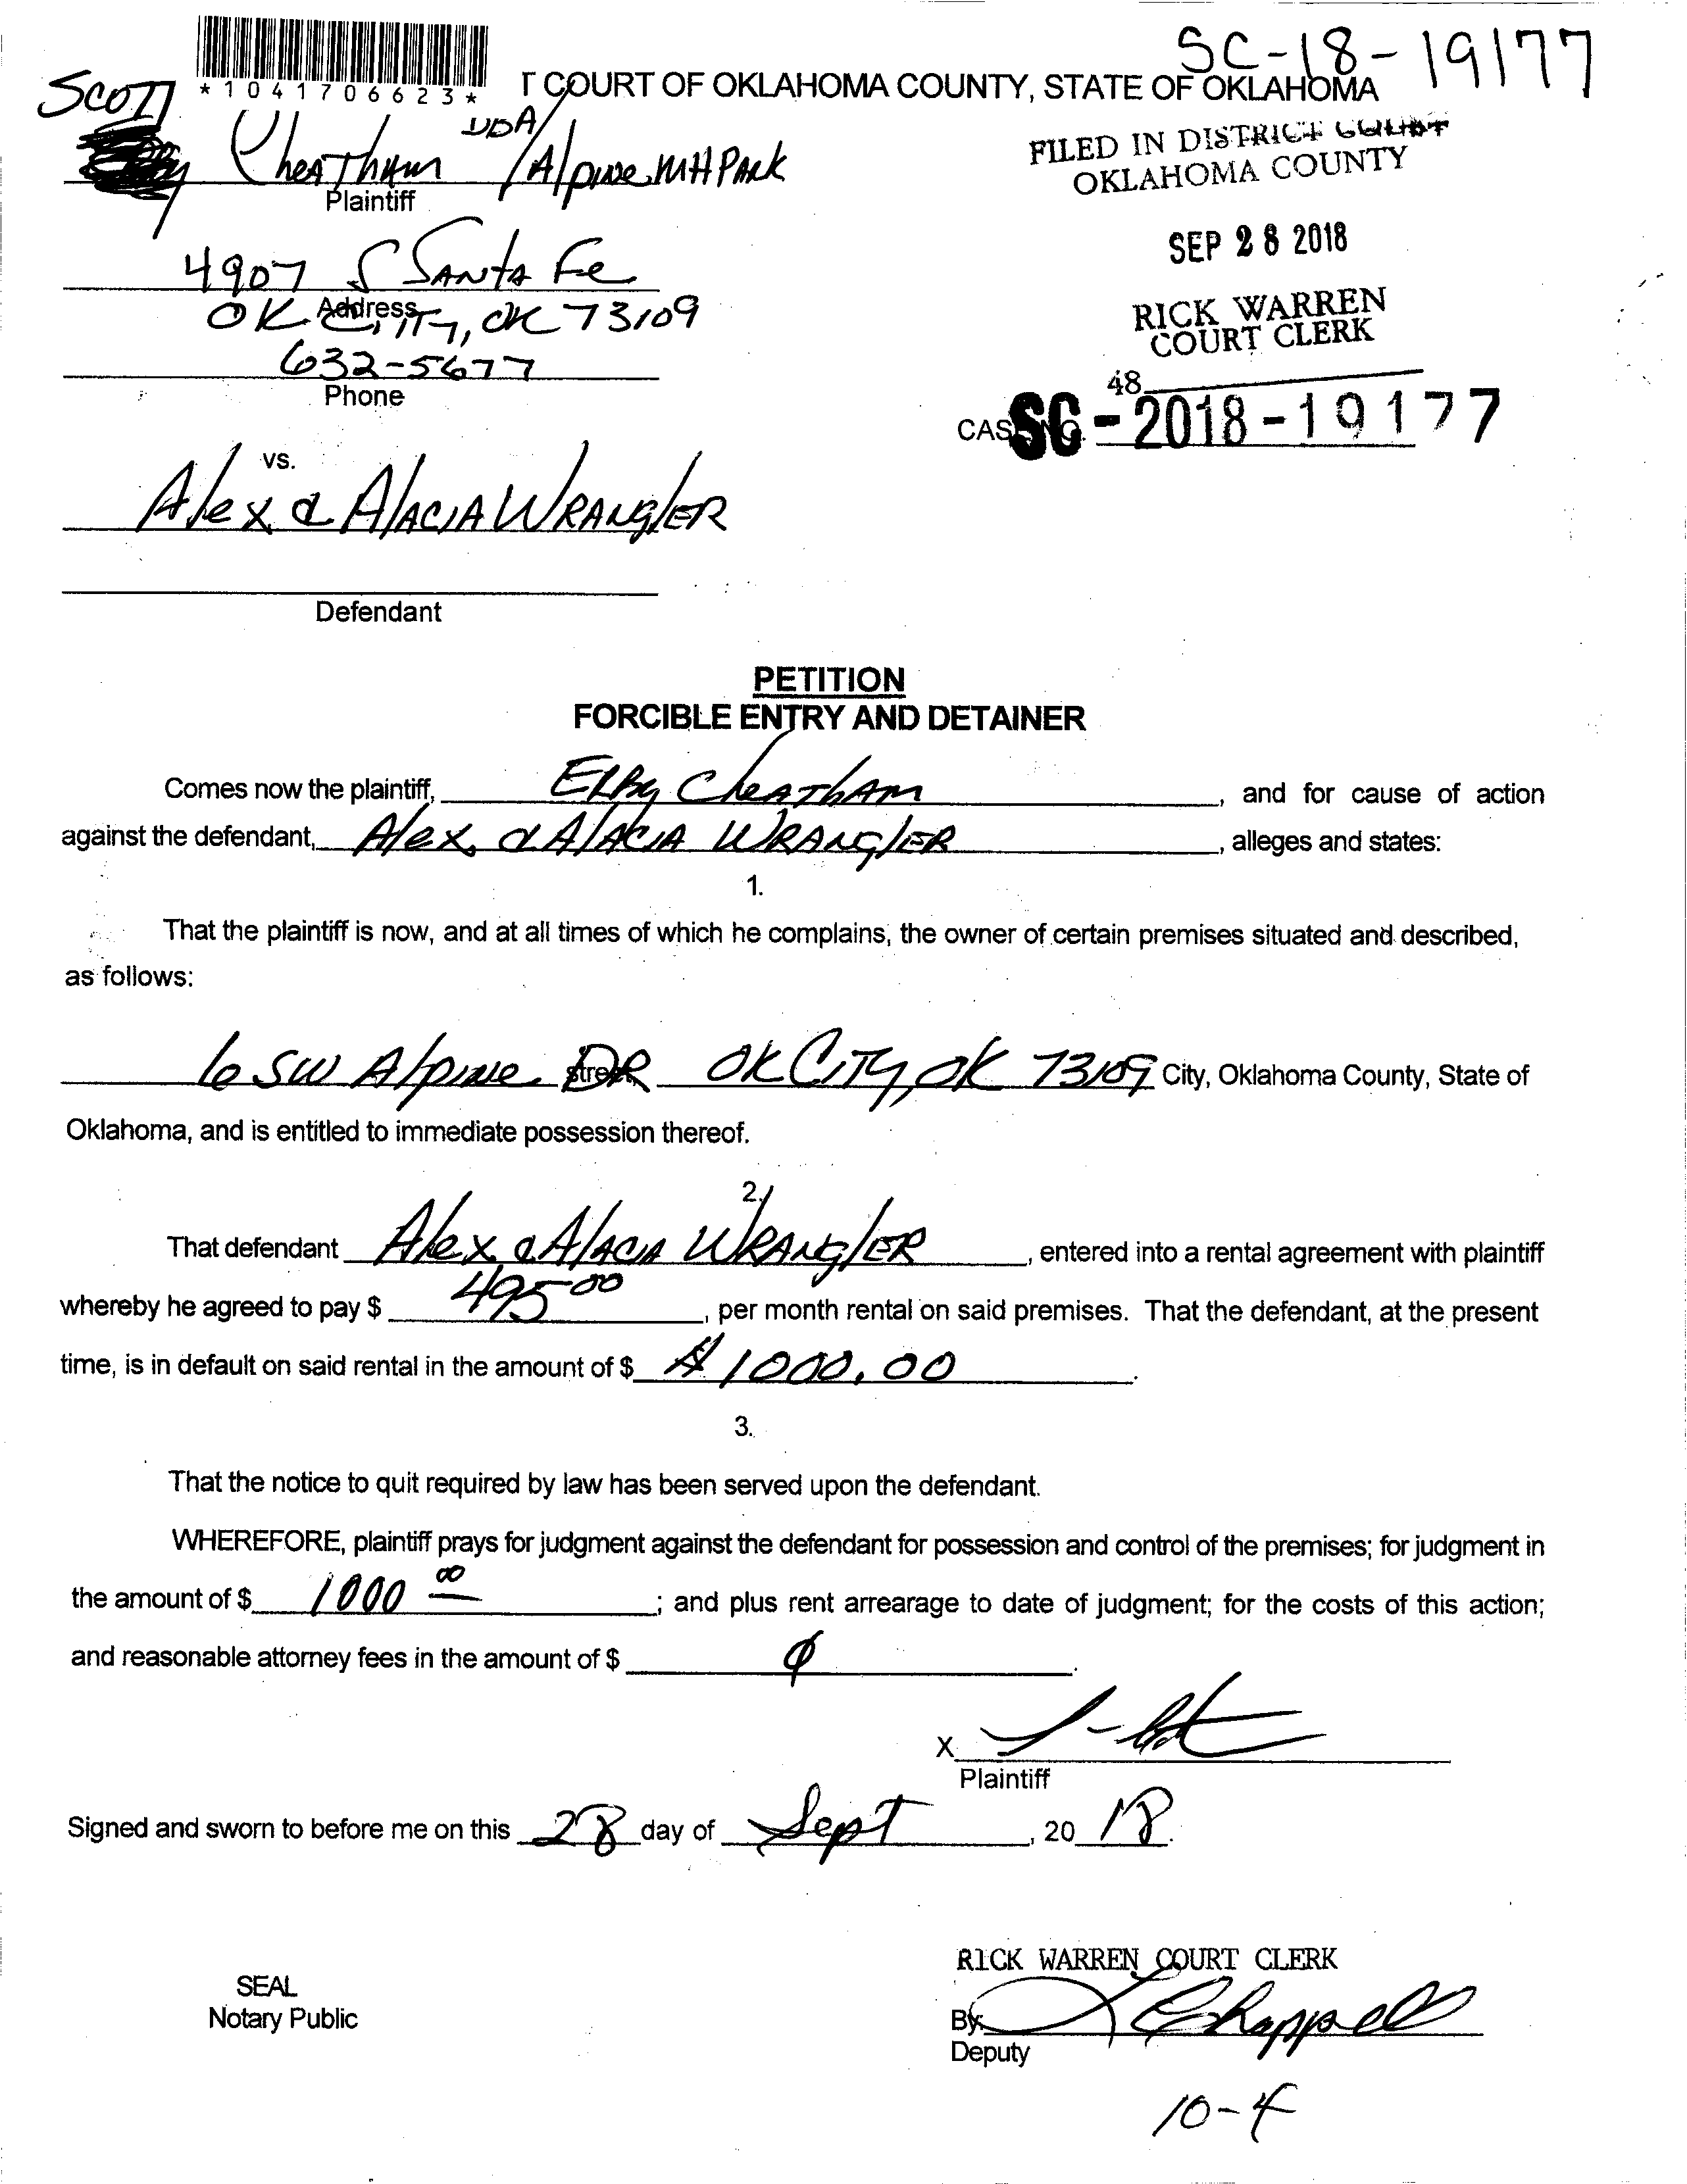 SC-18-19177
*1041706623*
T COURT OF OKLAHOMA COUNTY, STATE OF OKLAHOMA
SCOTT
Cheatham DBA/Alpine MH Park
Plaintiff
FILED IN DISTRICT COURT
OKLAHOMA COUNTY
SEP 28 2018
RICK WARREN
COURT CLERK
48
4907 S Santa Fe
Address
OK City, OK 73109
632-5677
Phone
CASE NO. SC-2018-19177
vs.
Alex & Alacia Wrangler
Defendant
PETITION
FORCIBLE ENTRY AND DETAINER
Comes now the plaintiff, Elby Cheatham, and for cause of action
against the defendant, Alex & Alacia Wrangler, alleges and states:
1.
That the plaintiff is now, and at all times of which he complains, the owner of certain premises situated and described,
as follows:
6 SW Alpine DR OK City, OK 73109 City, Oklahoma County, State of
Oklahoma, and is entitled to immediate possession thereof.
2.
That defendant Alex & Alacia Wrangler, entered into a rental agreement with plaintiff
whereby he agreed to pay $ 495 00, per month rental on said premises. That the defendant, at the present
time, is in default on said rental in the amount of $ $1000.00.
3.
That the notice to quit required by law has been served upon the defendant.
WHEREFORE, plaintiff prays for judgment against the defendant for possession and control of the premises; for judgment in
the amount of $ 1000 00; and plus rent arrearage to date of judgment; for the costs of this action;
and reasonable attorney fees in the amount of $ 0.
X
Plaintiff
Signed and sworn to before me on this 28 day of Sept, 20 18.
RICK WARREN COURT CLERK
SEAL
Notary Public
By: Chappell
Deputy
10-4